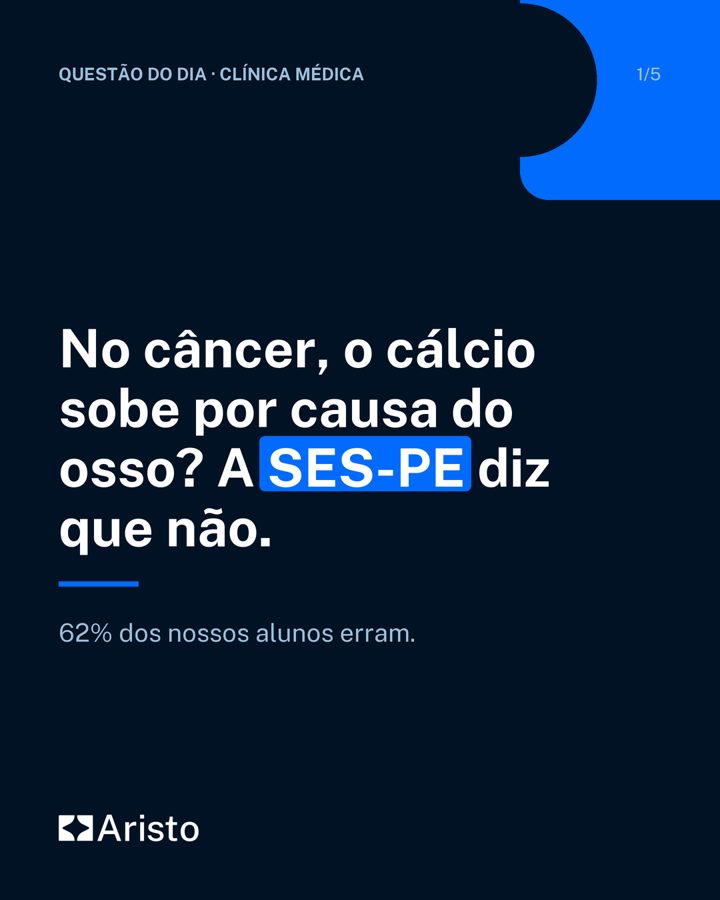 QUESTÃO DO DIA · CLÍNICA MÉDICA
1/5
No câncer, o cálcio
sobe por causa do
osso? A SES-PE diz
que não.
62% dos nossos alunos erram.
Aristo